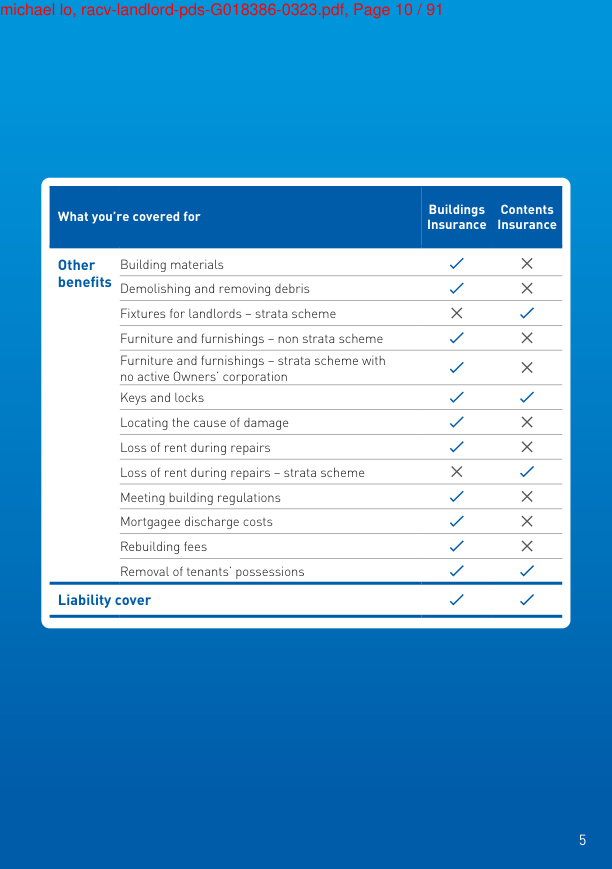 michael lo, racv-landlord-pds-G018386-0323.pdf, Page 10 / 91
What you're covered for
Buildings Insurance
Contents Insurance
Other benefits
Building materials ✓ ✕
Demolishing and removing debris ✓ ✕
Fixtures for landlords – strata scheme ✕ ✓
Furniture and furnishings – non strata scheme ✓ ✕
Furniture and furnishings – strata scheme with
no active Owners' corporation ✓ ✕
Keys and locks ✓ ✓
Locating the cause of damage ✓ ✕
Loss of rent during repairs ✓ ✕
Loss of rent during repairs – strata scheme ✕ ✓
Meeting building regulations ✓ ✕
Mortgagee discharge costs ✓ ✕
Rebuilding fees ✓ ✕
Removal of tenants' possessions ✓ ✓
Liability cover ✓ ✓
5